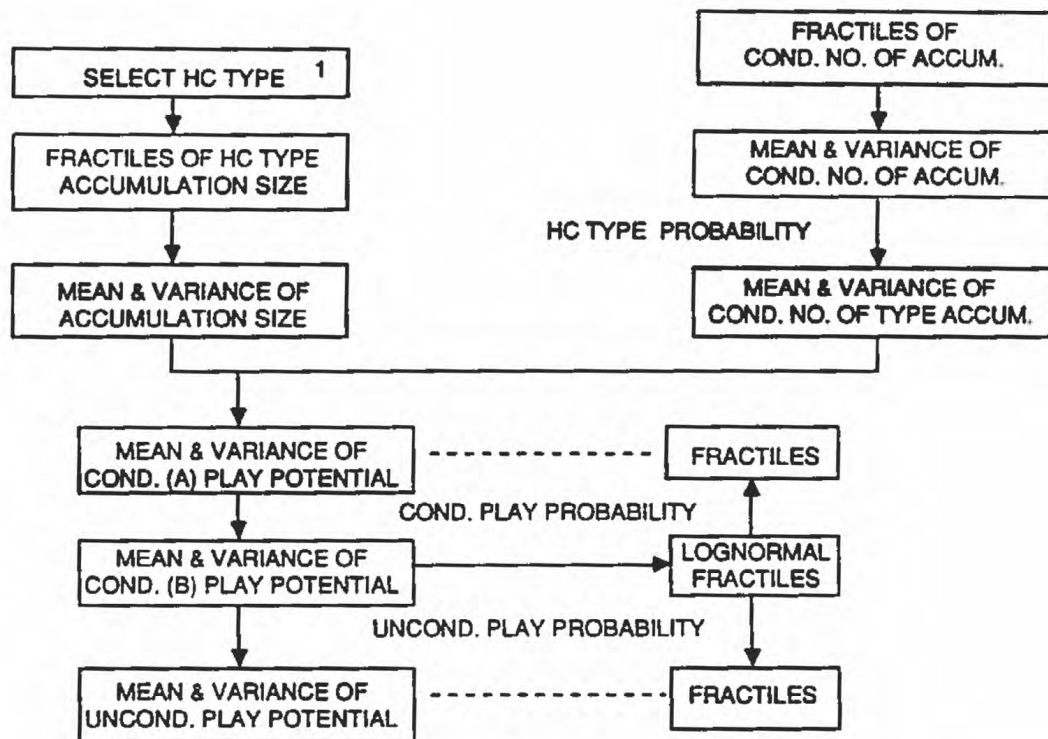 SELECT HC TYPE 1
FRACTILES OF
COND. NO. OF ACCUM.
FRACTILES OF HC TYPE
ACCUMULATION SIZE
MEAN & VARIANCE OF
COND. NO. OF ACCUM.
HC TYPE PROBABILITY
MEAN & VARIANCE OF
ACCUMULATION SIZE
MEAN & VARIANCE OF
COND. NO. OF TYPE ACCUM.
MEAN & VARIANCE OF
COND. (A) PLAY POTENTIAL
FRACTILES
COND. PLAY PROBABILITY
MEAN & VARIANCE OF
COND. (B) PLAY POTENTIAL
LOGNORMAL
FRACTILES
UNCOND. PLAY PROBABILITY
MEAN & VARIANCE OF
UNCOND. PLAY POTENTIAL
FRACTILES